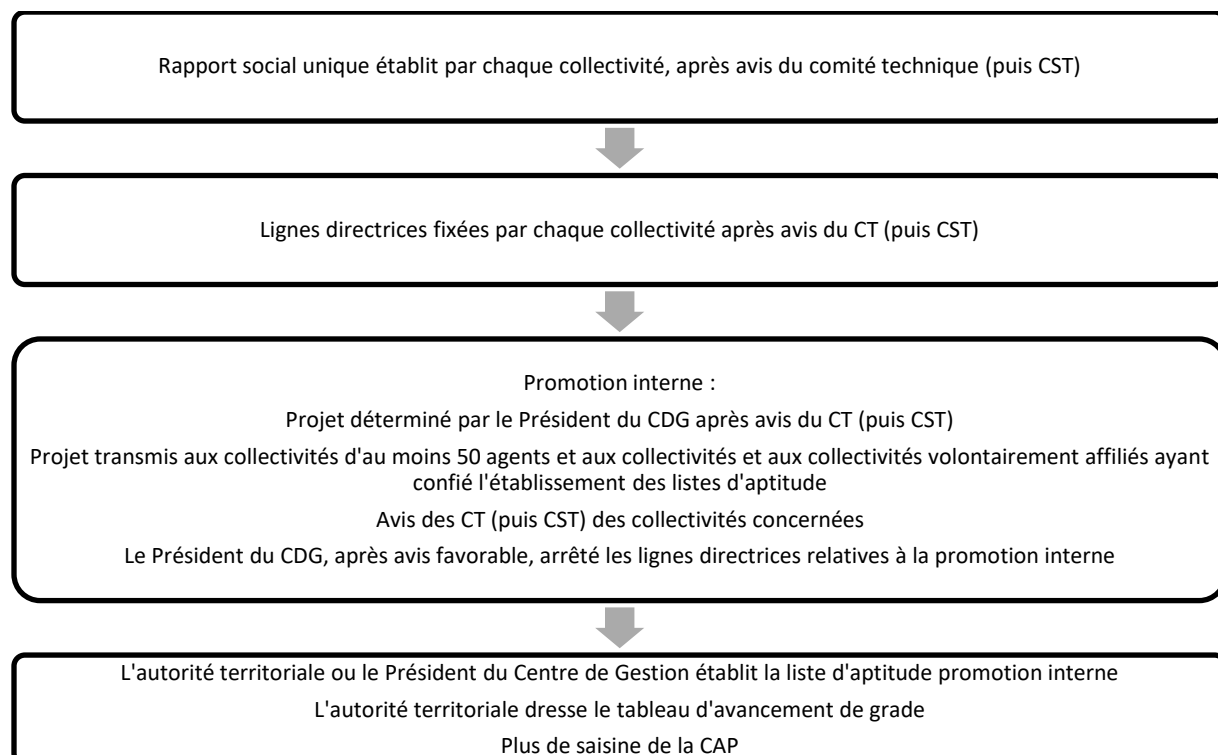 Rapport social unique établit par chaque collectivité, après avis du comité technique (puis CST)
Lignes directrices fixées par chaque collectivité après avis du CT (puis CST)
Promotion interne :
Projet déterminé par le Président du CDG après avis du CT (puis CST)
Projet transmis aux collectivités d'au moins 50 agents et aux collectivités et aux collectivités volontairement affiliés ayant
confié l'établissement des listes d'aptitude
Avis des CT (puis CST) des collectivités concernées
Le Président du CDG, après avis favorable, arrêté les lignes directrices relatives à la promotion interne
L'autorité territoriale ou le Président du Centre de Gestion établit la liste d'aptitude promotion interne
L'autorité territoriale dresse le tableau d'avancement de grade
Plus de saisine de la CAP